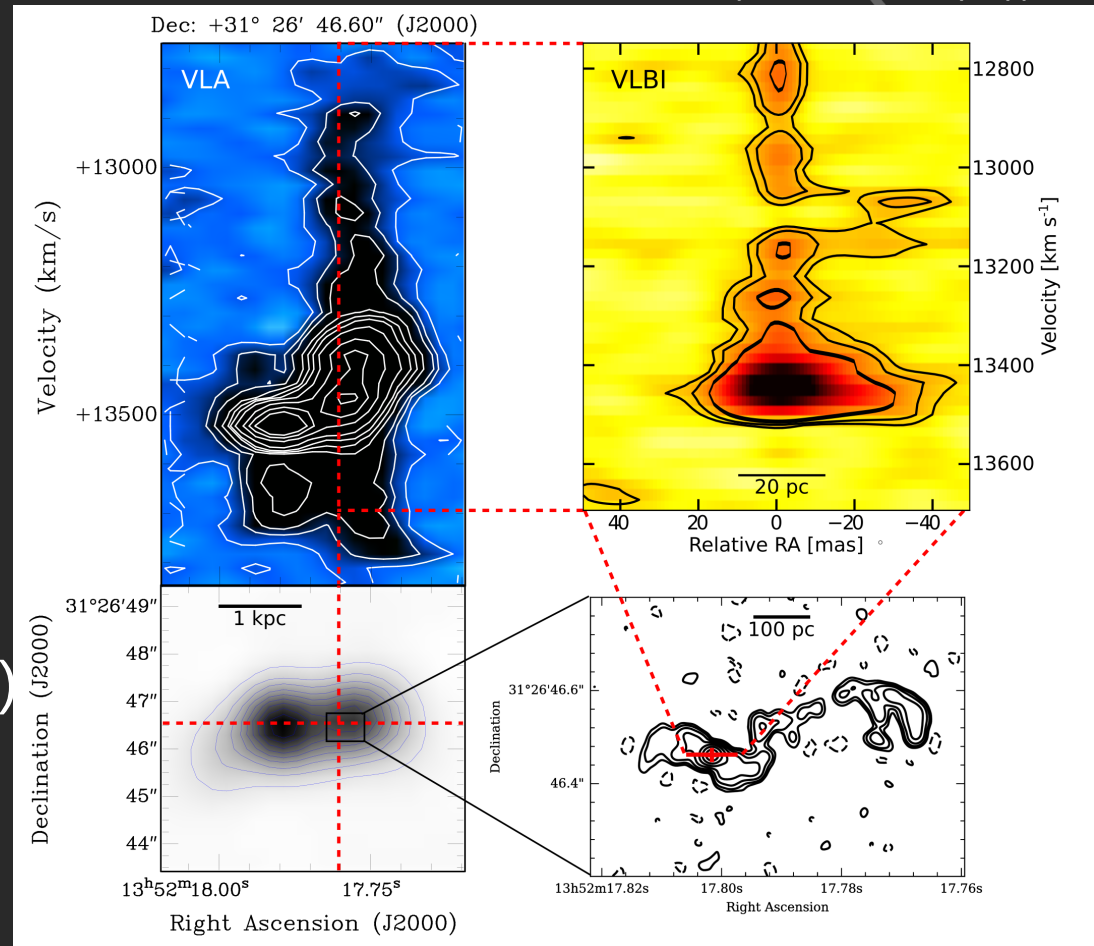 Dec: +31° 26′ 46.60″ (J2000)
VLA
Velocity (km/s)
+13000
+13500
VLBI
12800
13000
13200
13400
13600
Velocity [km s⁻¹]
20 pc
40 20 0 −20 −40
Relative RA [mas]
1 kpc
31°26′49″
48″
47″
46″
45″
44″
Declination (J2000)
13ʰ52ᵐ18.00ˢ 17.75ˢ
Right Ascension (J2000)
)
100 pc
31°26'46.6"
46.4"
Declination
13h52m17.82s 17.80s 17.78s 17.76s
Right Ascension